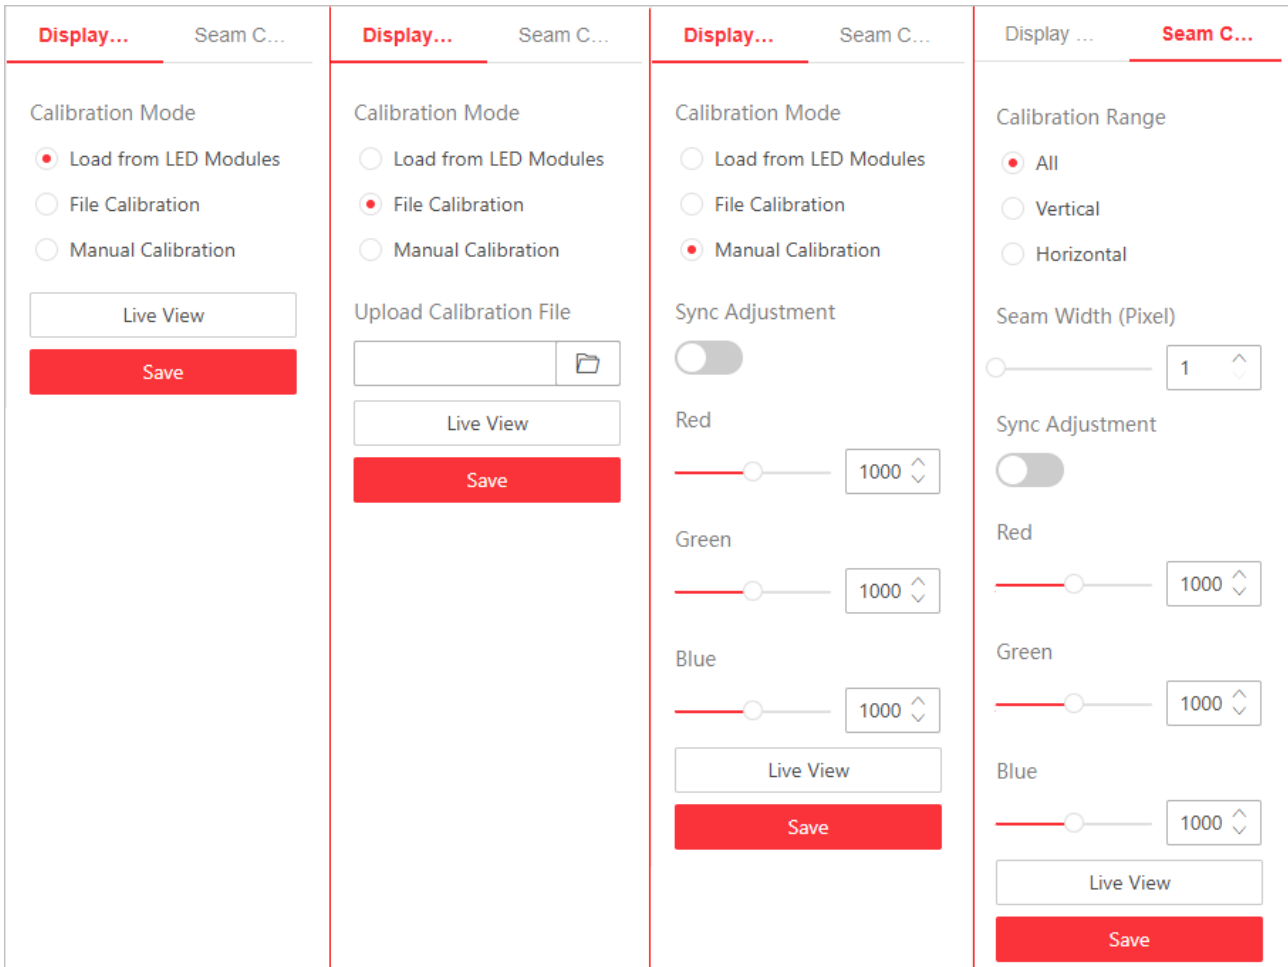 Display...
Seam C...
Calibration Mode
Load from LED Modules
File Calibration
Manual Calibration
Live View
Save
Display...
Seam C...
Calibration Mode
Load from LED Modules
File Calibration
Manual Calibration
Upload Calibration File
Live View
Save
Display...
Seam C...
Calibration Mode
Load from LED Modules
File Calibration
Manual Calibration
Sync Adjustment
Red
1000
Green
1000
Blue
1000
Live View
Save
Display ...
Seam C...
Calibration Range
All
Vertical
Horizontal
Seam Width (Pixel)
1
Sync Adjustment
Red
1000
Green
1000
Blue
1000
Live View
Save